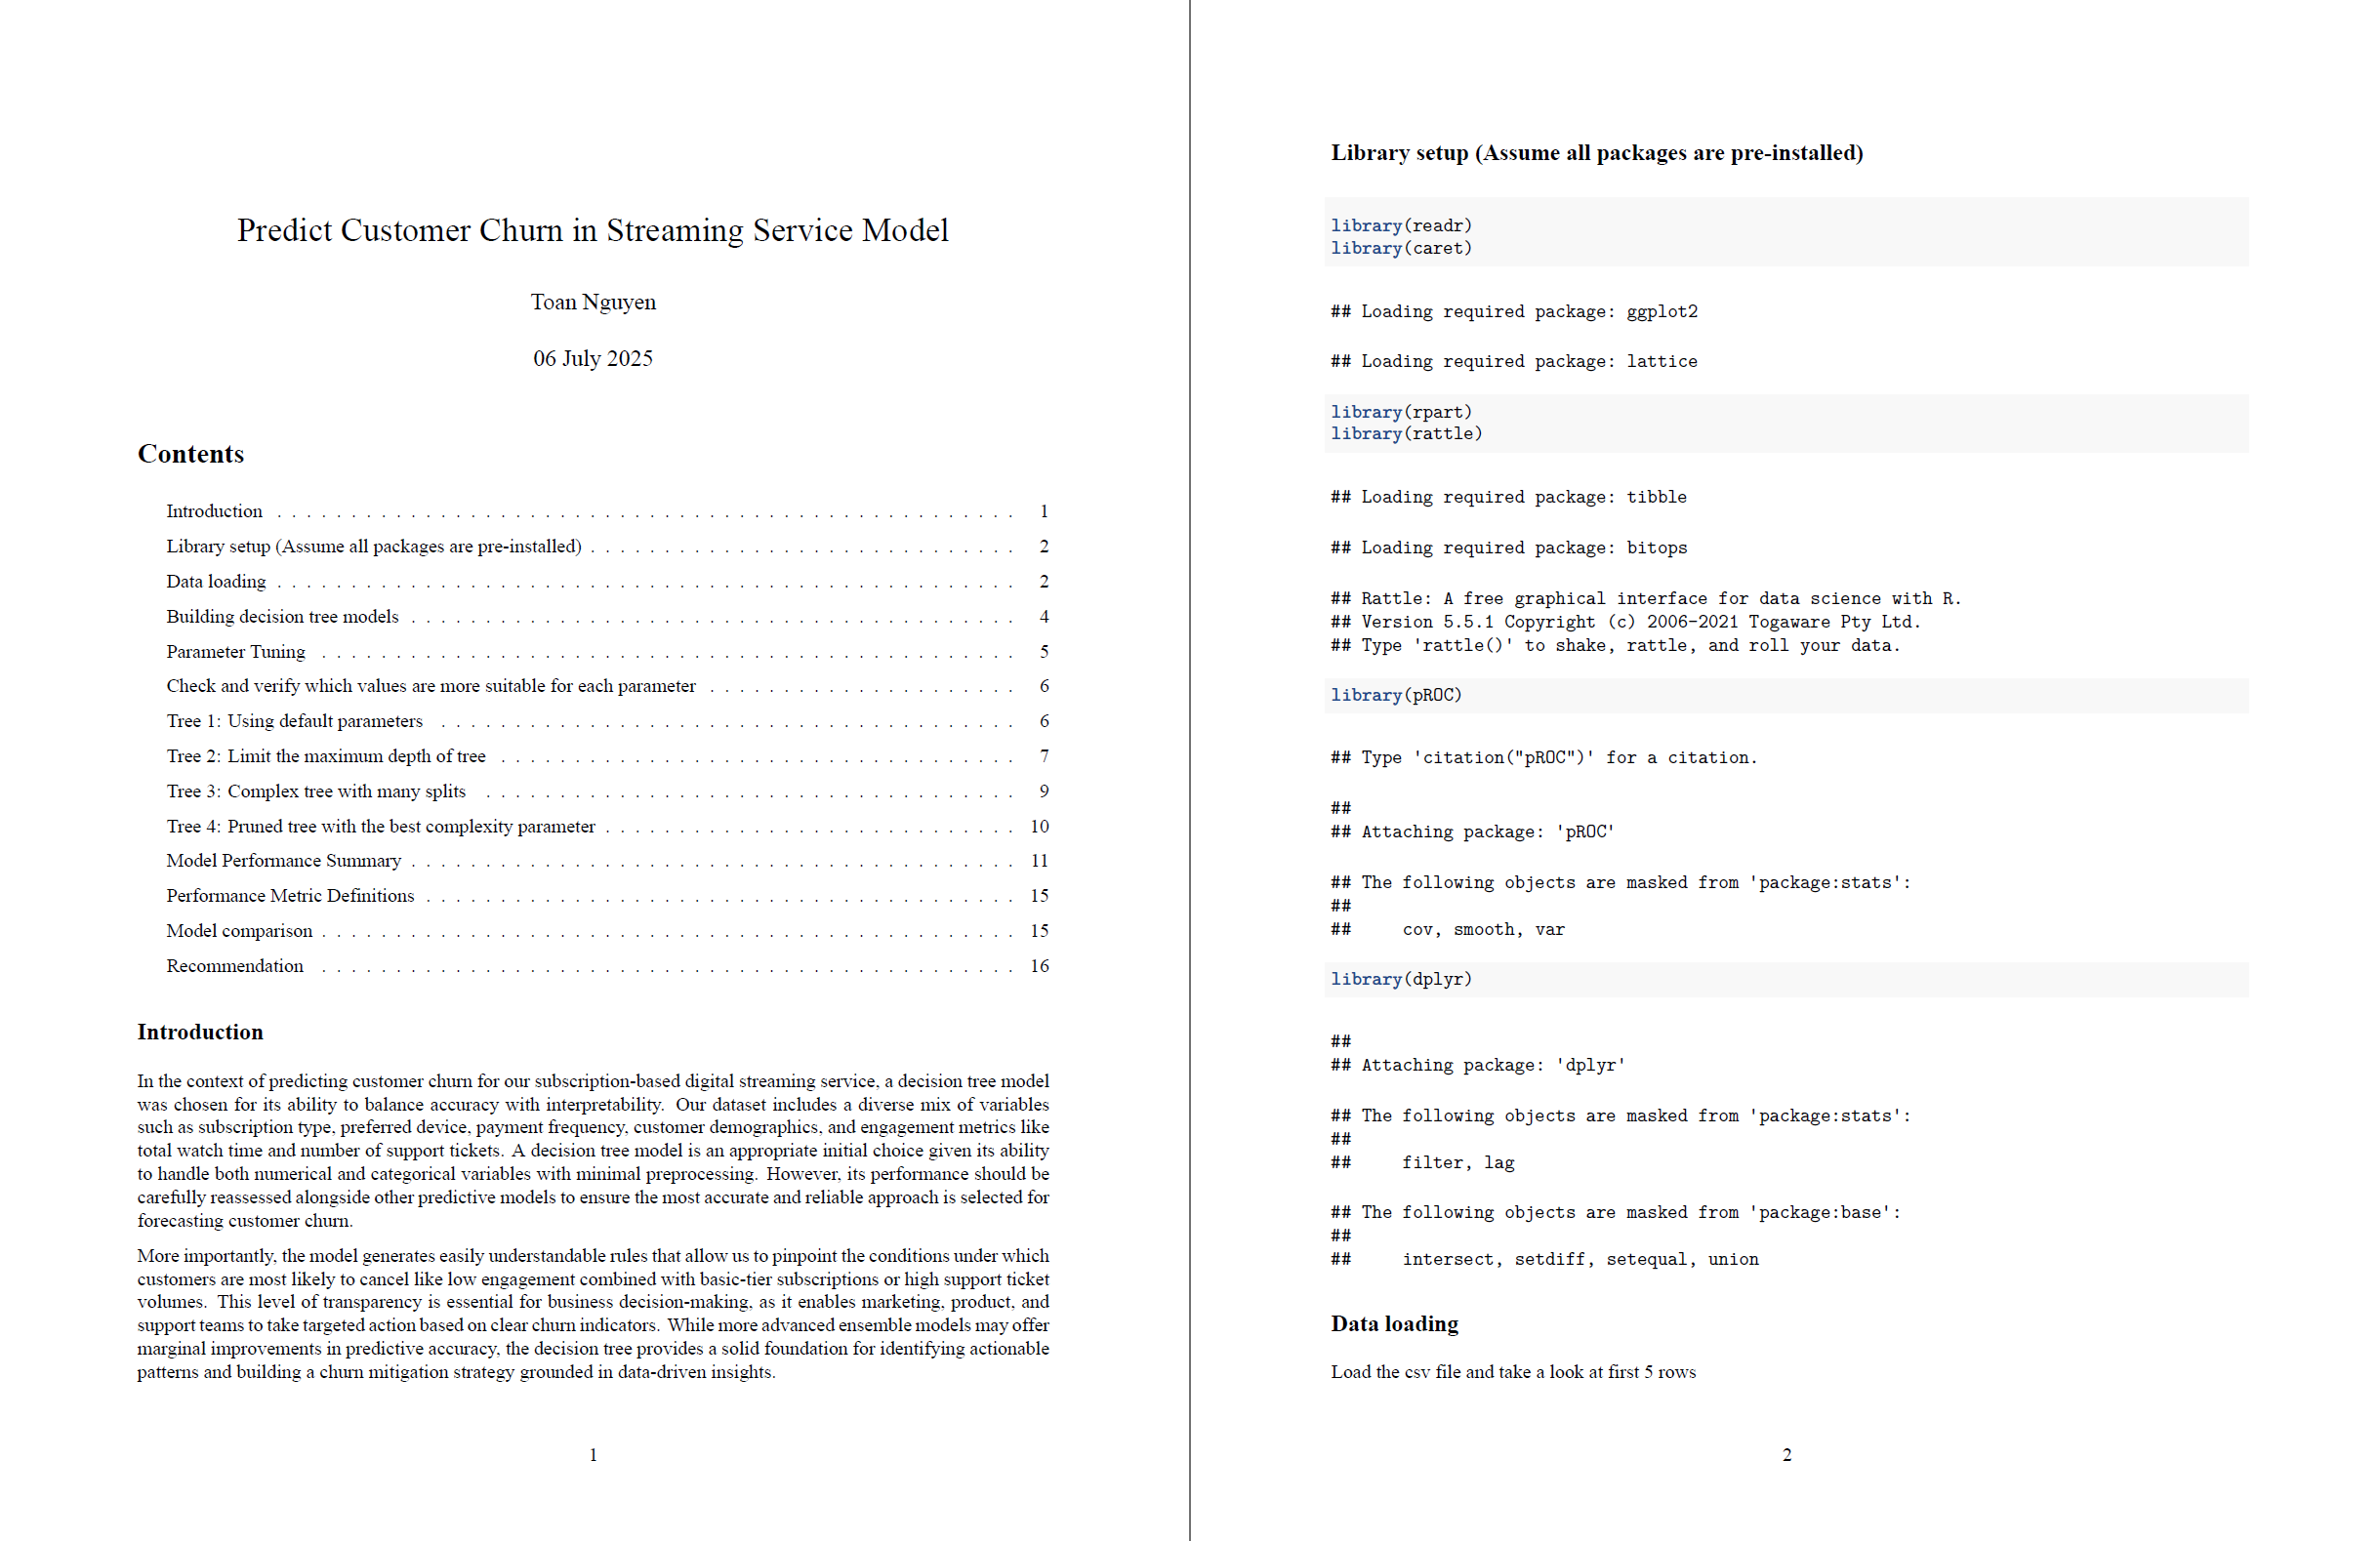 Predict Customer Churn in Streaming Service Model
Toan Nguyen
06 July 2025
Contents
Introduction . . . . . . . . . . . . . . . . . . . . . . . . . . . . . . . . . . . . . . . . . . . . . . . . . . 1
Library setup (Assume all packages are pre-installed) . . . . . . . . . . . . . . . . . . . . . . . . . . . . . 2
Data loading . . . . . . . . . . . . . . . . . . . . . . . . . . . . . . . . . . . . . . . . . . . . . . . . . . 2
Building decision tree models . . . . . . . . . . . . . . . . . . . . . . . . . . . . . . . . . . . . . . . . . 4
Parameter Tuning . . . . . . . . . . . . . . . . . . . . . . . . . . . . . . . . . . . . . . . . . . . . . . . 5
Check and verify which values are more suitable for each parameter . . . . . . . . . . . . . . . . . . . . . 6
Tree 1: Using default parameters . . . . . . . . . . . . . . . . . . . . . . . . . . . . . . . . . . . . . . . 6
Tree 2: Limit the maximum depth of tree . . . . . . . . . . . . . . . . . . . . . . . . . . . . . . . . . . . 7
Tree 3: Complex tree with many splits . . . . . . . . . . . . . . . . . . . . . . . . . . . . . . . . . . . . 9
Tree 4: Pruned tree with the best complexity parameter . . . . . . . . . . . . . . . . . . . . . . . . . . . . 10
Model Performance Summary . . . . . . . . . . . . . . . . . . . . . . . . . . . . . . . . . . . . . . . . . 11
Performance Metric Definitions . . . . . . . . . . . . . . . . . . . . . . . . . . . . . . . . . . . . . . . . 15
Model comparison . . . . . . . . . . . . . . . . . . . . . . . . . . . . . . . . . . . . . . . . . . . . . . . 15
Recommendation . . . . . . . . . . . . . . . . . . . . . . . . . . . . . . . . . . . . . . . . . . . . . . . 16
Introduction
In the context of predicting customer churn for our subscription-based digital streaming service, a decision tree model
was chosen for its ability to balance accuracy with interpretability. Our dataset includes a diverse mix of variables
such as subscription type, preferred device, payment frequency, customer demographics, and engagement metrics like
total watch time and number of support tickets. A decision tree model is an appropriate initial choice given its ability
to handle both numerical and categorical variables with minimal preprocessing. However, its performance should be
carefully reassessed alongside other predictive models to ensure the most accurate and reliable approach is selected for
forecasting customer churn.
More importantly, the model generates easily understandable rules that allow us to pinpoint the conditions under which
customers are most likely to cancel like low engagement combined with basic-tier subscriptions or high support ticket
volumes. This level of transparency is essential for business decision-making, as it enables marketing, product, and
support teams to take targeted action based on clear churn indicators. While more advanced ensemble models may offer
marginal improvements in predictive accuracy, the decision tree provides a solid foundation for identifying actionable
patterns and building a churn mitigation strategy grounded in data-driven insights.
1
Library setup (Assume all packages are pre-installed)
library(readr)
library(caret)
## Loading required package: ggplot2
## Loading required package: lattice
library(rpart)
library(rattle)
## Loading required package: tibble
## Loading required package: bitops
## Rattle: A free graphical interface for data science with R.
## Version 5.5.1 Copyright (c) 2006-2021 Togaware Pty Ltd.
## Type 'rattle()' to shake, rattle, and roll your data.
library(pROC)
## Type 'citation("pROC")' for a citation.
##
## Attaching package: 'pROC'
## The following objects are masked from 'package:stats':
##
##     cov, smooth, var
library(dplyr)
##
## Attaching package: 'dplyr'
## The following objects are masked from 'package:stats':
##
##     filter, lag
## The following objects are masked from 'package:base':
##
##     intersect, setdiff, setequal, union
Data loading
Load the csv file and take a look at first 5 rows
2